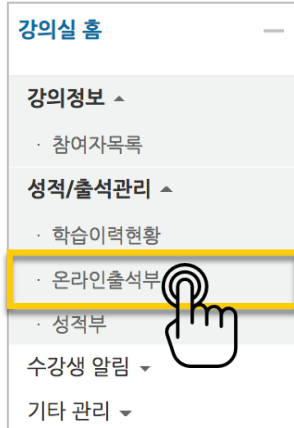 강의실 홈
강의정보
· 참여자목록
성적/출석관리
· 학습이력현황
· 온라인출석부
· 성적부
수강생 알림
기타 관리